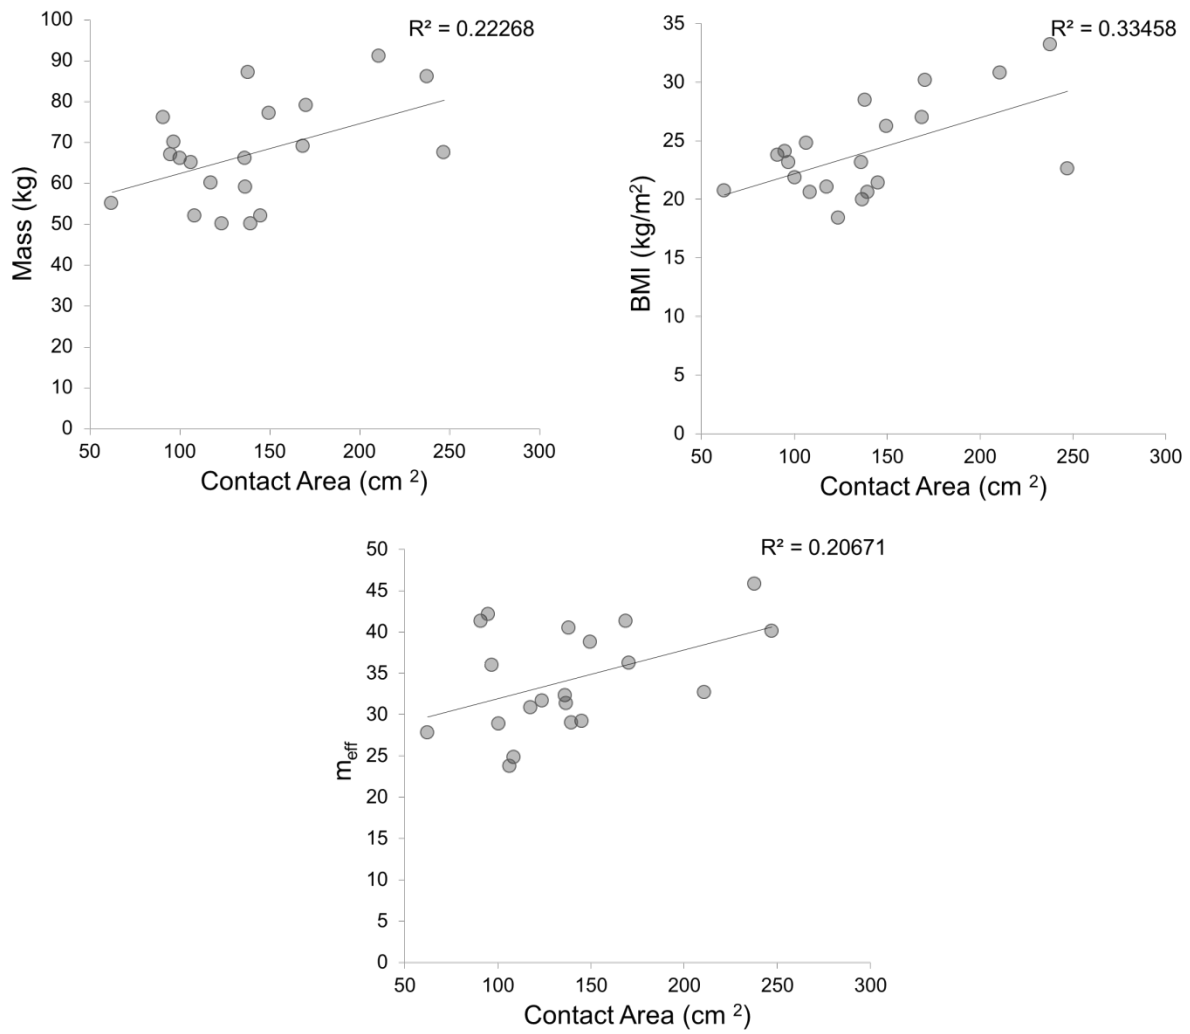 R² = 0.22268
Mass (kg)
100
90
80
70
60
50
40
30
20
10
0
50 100 150 200 250 300
Contact Area (cm ²)
R² = 0.33458
BMI (kg/m²)
35
30
25
20
15
10
5
0
50 100 150 200 250 300
Contact Area (cm ²)
R² = 0.20671
m_eff
50
45
40
35
30
25
20
15
10
5
0
50 100 150 200 250 300
Contact Area (cm ²)